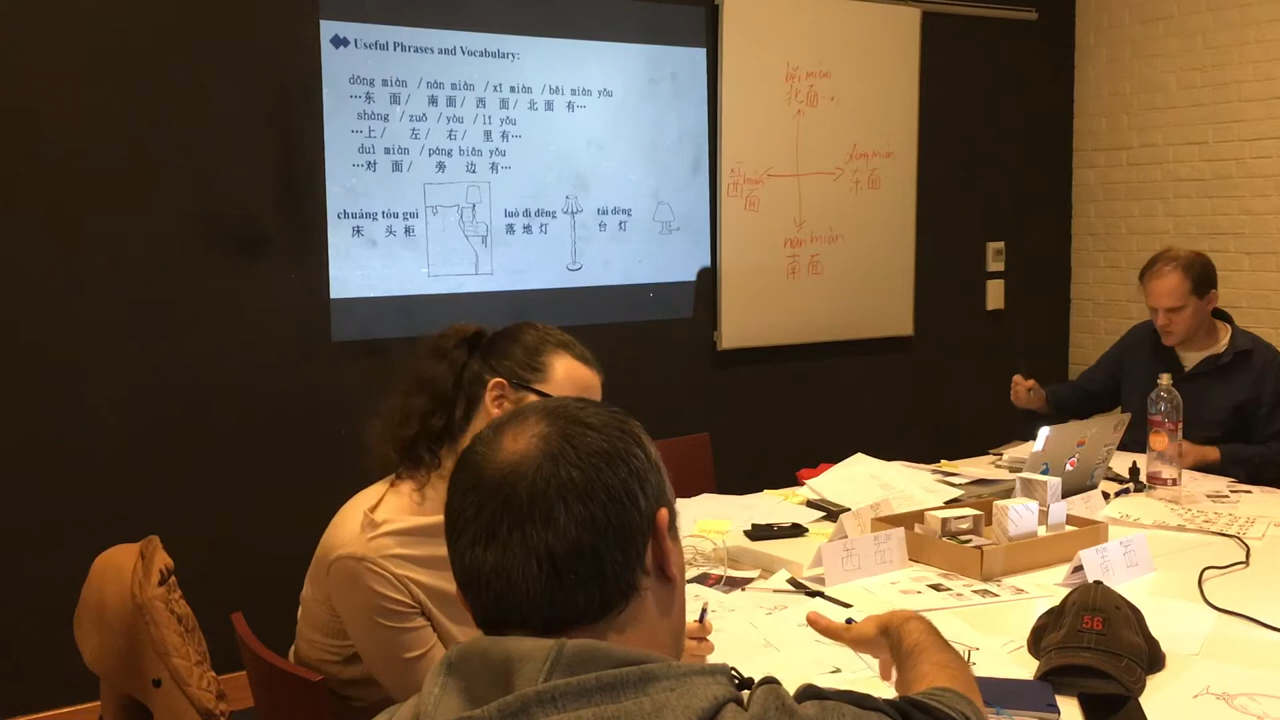 Useful Phrases and Vocabulary:
dōng miàn / nán miàn / xī miàn / běi miàn yǒu
…东 面/ 南 面/ 西 面/ 北 面 有…
shàng / zuǒ / yòu / lǐ yǒu
…上/ 左/ 右/ 里 有…
duì miàn / páng biān yǒu
…对 面/ 旁 边 有…
chuáng tóu guì
床 头 柜
luò dì dēng
落 地 灯
tái dēng
台 灯
běi miàn
北面
xī miàn
西面
dōng miàn
东面
nán miàn
南面
西 面
南 面
56